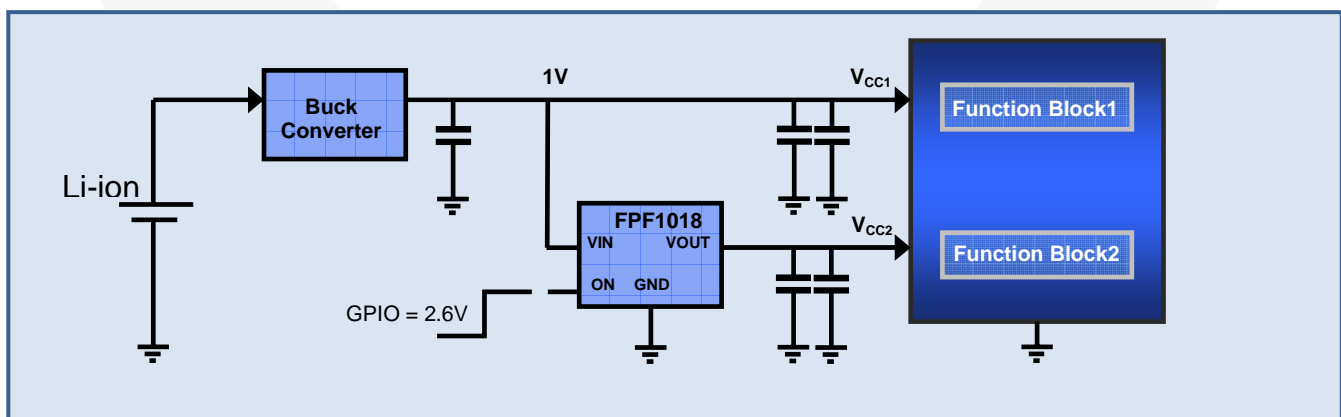 1V
VCC1
Buck
Converter
Function Block1
Li-ion
FPF1018
VIN VOUT
VCC2
Function Block2
ON GND
GPIO = 2.6V